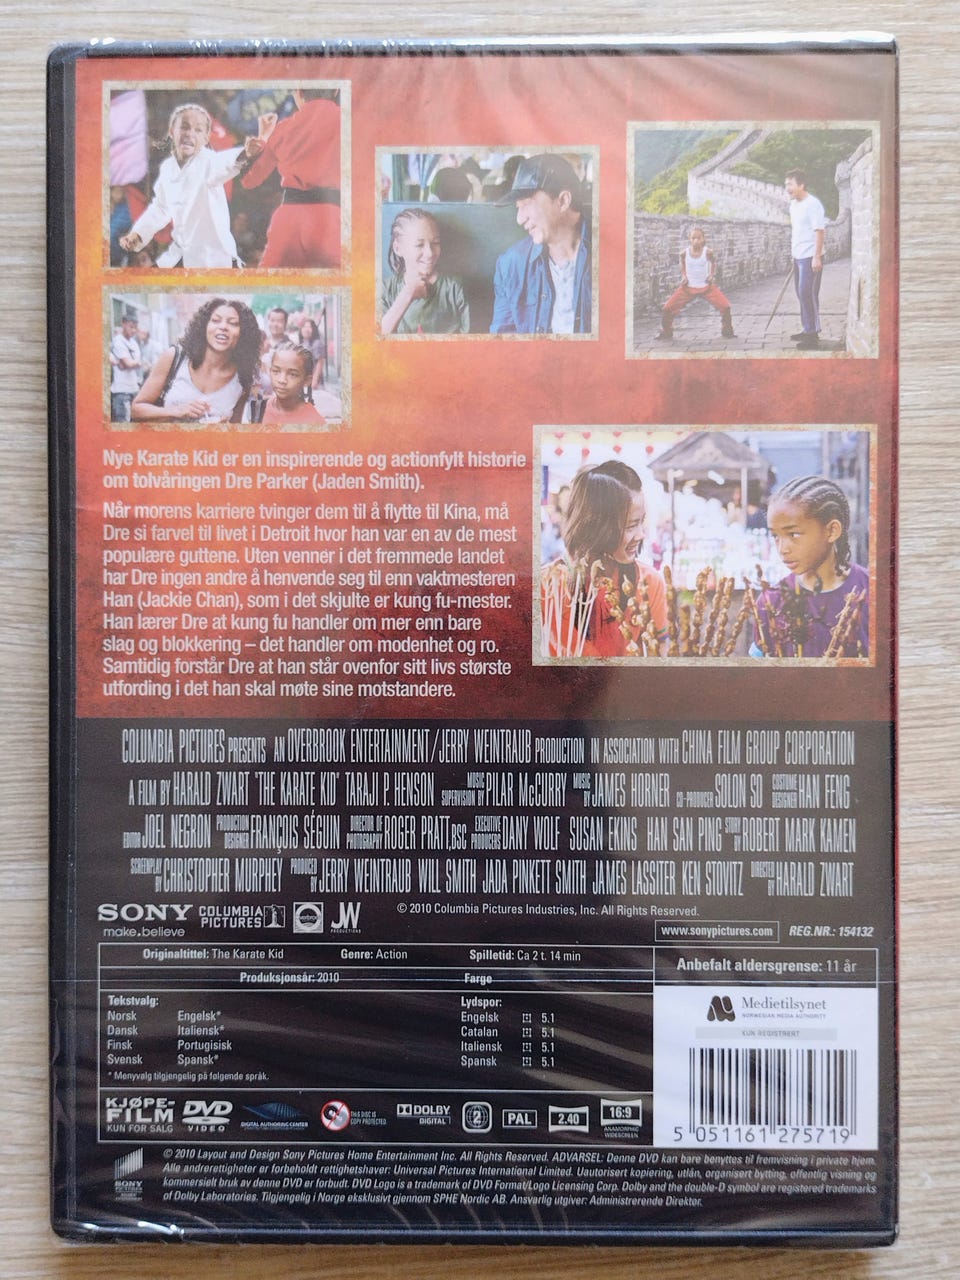 Nye Karate Kid er en inspirerende og actionfylt historie
om tolvåringen Dre Parker (Jaden Smith).
Når morens karriere tvinger dem til å flytte til Kina, må
Dre si farvel til livet i Detroit hvor han var en av de mest
populære guttene. Uten venner i det fremmede landet
har Dre ingen andre å henvende seg til enn vaktmesteren
Han (Jackie Chan), som i det skjulte er kung fu-mester.
Han lærer Dre at kung fu handler om mer enn bare
slag og blokkering – det handler om modenhet og ro.
Samtidig forstår Dre at han står ovenfor sitt livs største
utfording i det han skal møte sine motstandere.
COLUMBIA PICTURES PRESENTS AN OVERBROOK ENTERTAINMENT/JERRY WEINTRAUB PRODUCTION IN ASSOCIATION WITH CHINA FILM GROUP CORPORATION
A FILM BY HARALD ZWART "THE KARATE KID" TARAJI P. HENSON MUSIC SUPERVISION BY PILAR McCURRY MUSIC BY JAMES HORNER CO-PRODUCER SOLON SO COSTUME DESIGNER HAN FENG
EDITOR JOEL NEGRON PRODUCTION DESIGNER FRANÇOIS SÉGUIN DIRECTOR OF PHOTOGRAPHY ROGER PRATT, BSC EXECUTIVE PRODUCERS DANY WOLF SUSAN EKINS HAN SAN PING STORY BY ROBERT MARK KAMEN
SCREENPLAY BY CHRISTOPHER MURPHEY PRODUCED BY JERRY WEINTRAUB WILL SMITH JADA PINKETT SMITH JAMES LASSITER KEN STOVITZ DIRECTED BY HARALD ZWART
SONY
make.believe
COLUMBIA
PICTURES
overbrook
JW
PRODUCTIONS
© 2010 Columbia Pictures Industries, Inc. All Rights Reserved.
www.sonypictures.com
REG.NR.: 154132
Originaltittel: The Karate Kid Genre: Action Spilletid: Ca 2 t. 14 min
Produksjonsår: 2010 Farge
Anbefalt aldersgrense: 11 år
Tekstvalg:
Norsk Engelsk*
Dansk Italiensk*
Finsk Portugisisk
Svensk Spansk*
* Menyvalg tilgjengelig på følgende språk.
Lydspor:
Engelsk 5.1
Catalan 5.1
Italiensk 5.1
Spansk 5.1
Medietilsynet
NORWEGIAN MEDIA AUTHORITY
KUN REGISTRERT
5 051161 275719
KJØPE-
FILM
KUN FOR SALG
DVD
VIDEO
DIGITAL AUTHORING CENTER
THIS DISC IS
COPY PROTECTED.
DOLBY
DIGITAL
2
PAL
2.40
16:9
ANAMORPHIC
WIDESCREEN
SONY
PICTURES
© 2010 Layout and Design Sony Pictures Home Entertainment Inc. All Rights Reserved. ADVARSEL: Denne DVD kan bare benyttes til fremvisning i private hjem.
Alle andrerettigheter er forbeholdt rettighetshaver: Universal Pictures International Limited. Uautorisert kopiering, utlån, organisert bytting, offentlig visning og
kommersiell bruk av denne DVD er forbudt. DVD Logo is a trademark of DVD Format/Logo Licensing Corp. Dolby and the double-D symbol are registered trademarks
of Dolby Laboratories. Tilgjengelig i Norge eksklusivt gjennom SPHE Nordic AB. Ansvarlig utgiver: Administrerende Direktør.